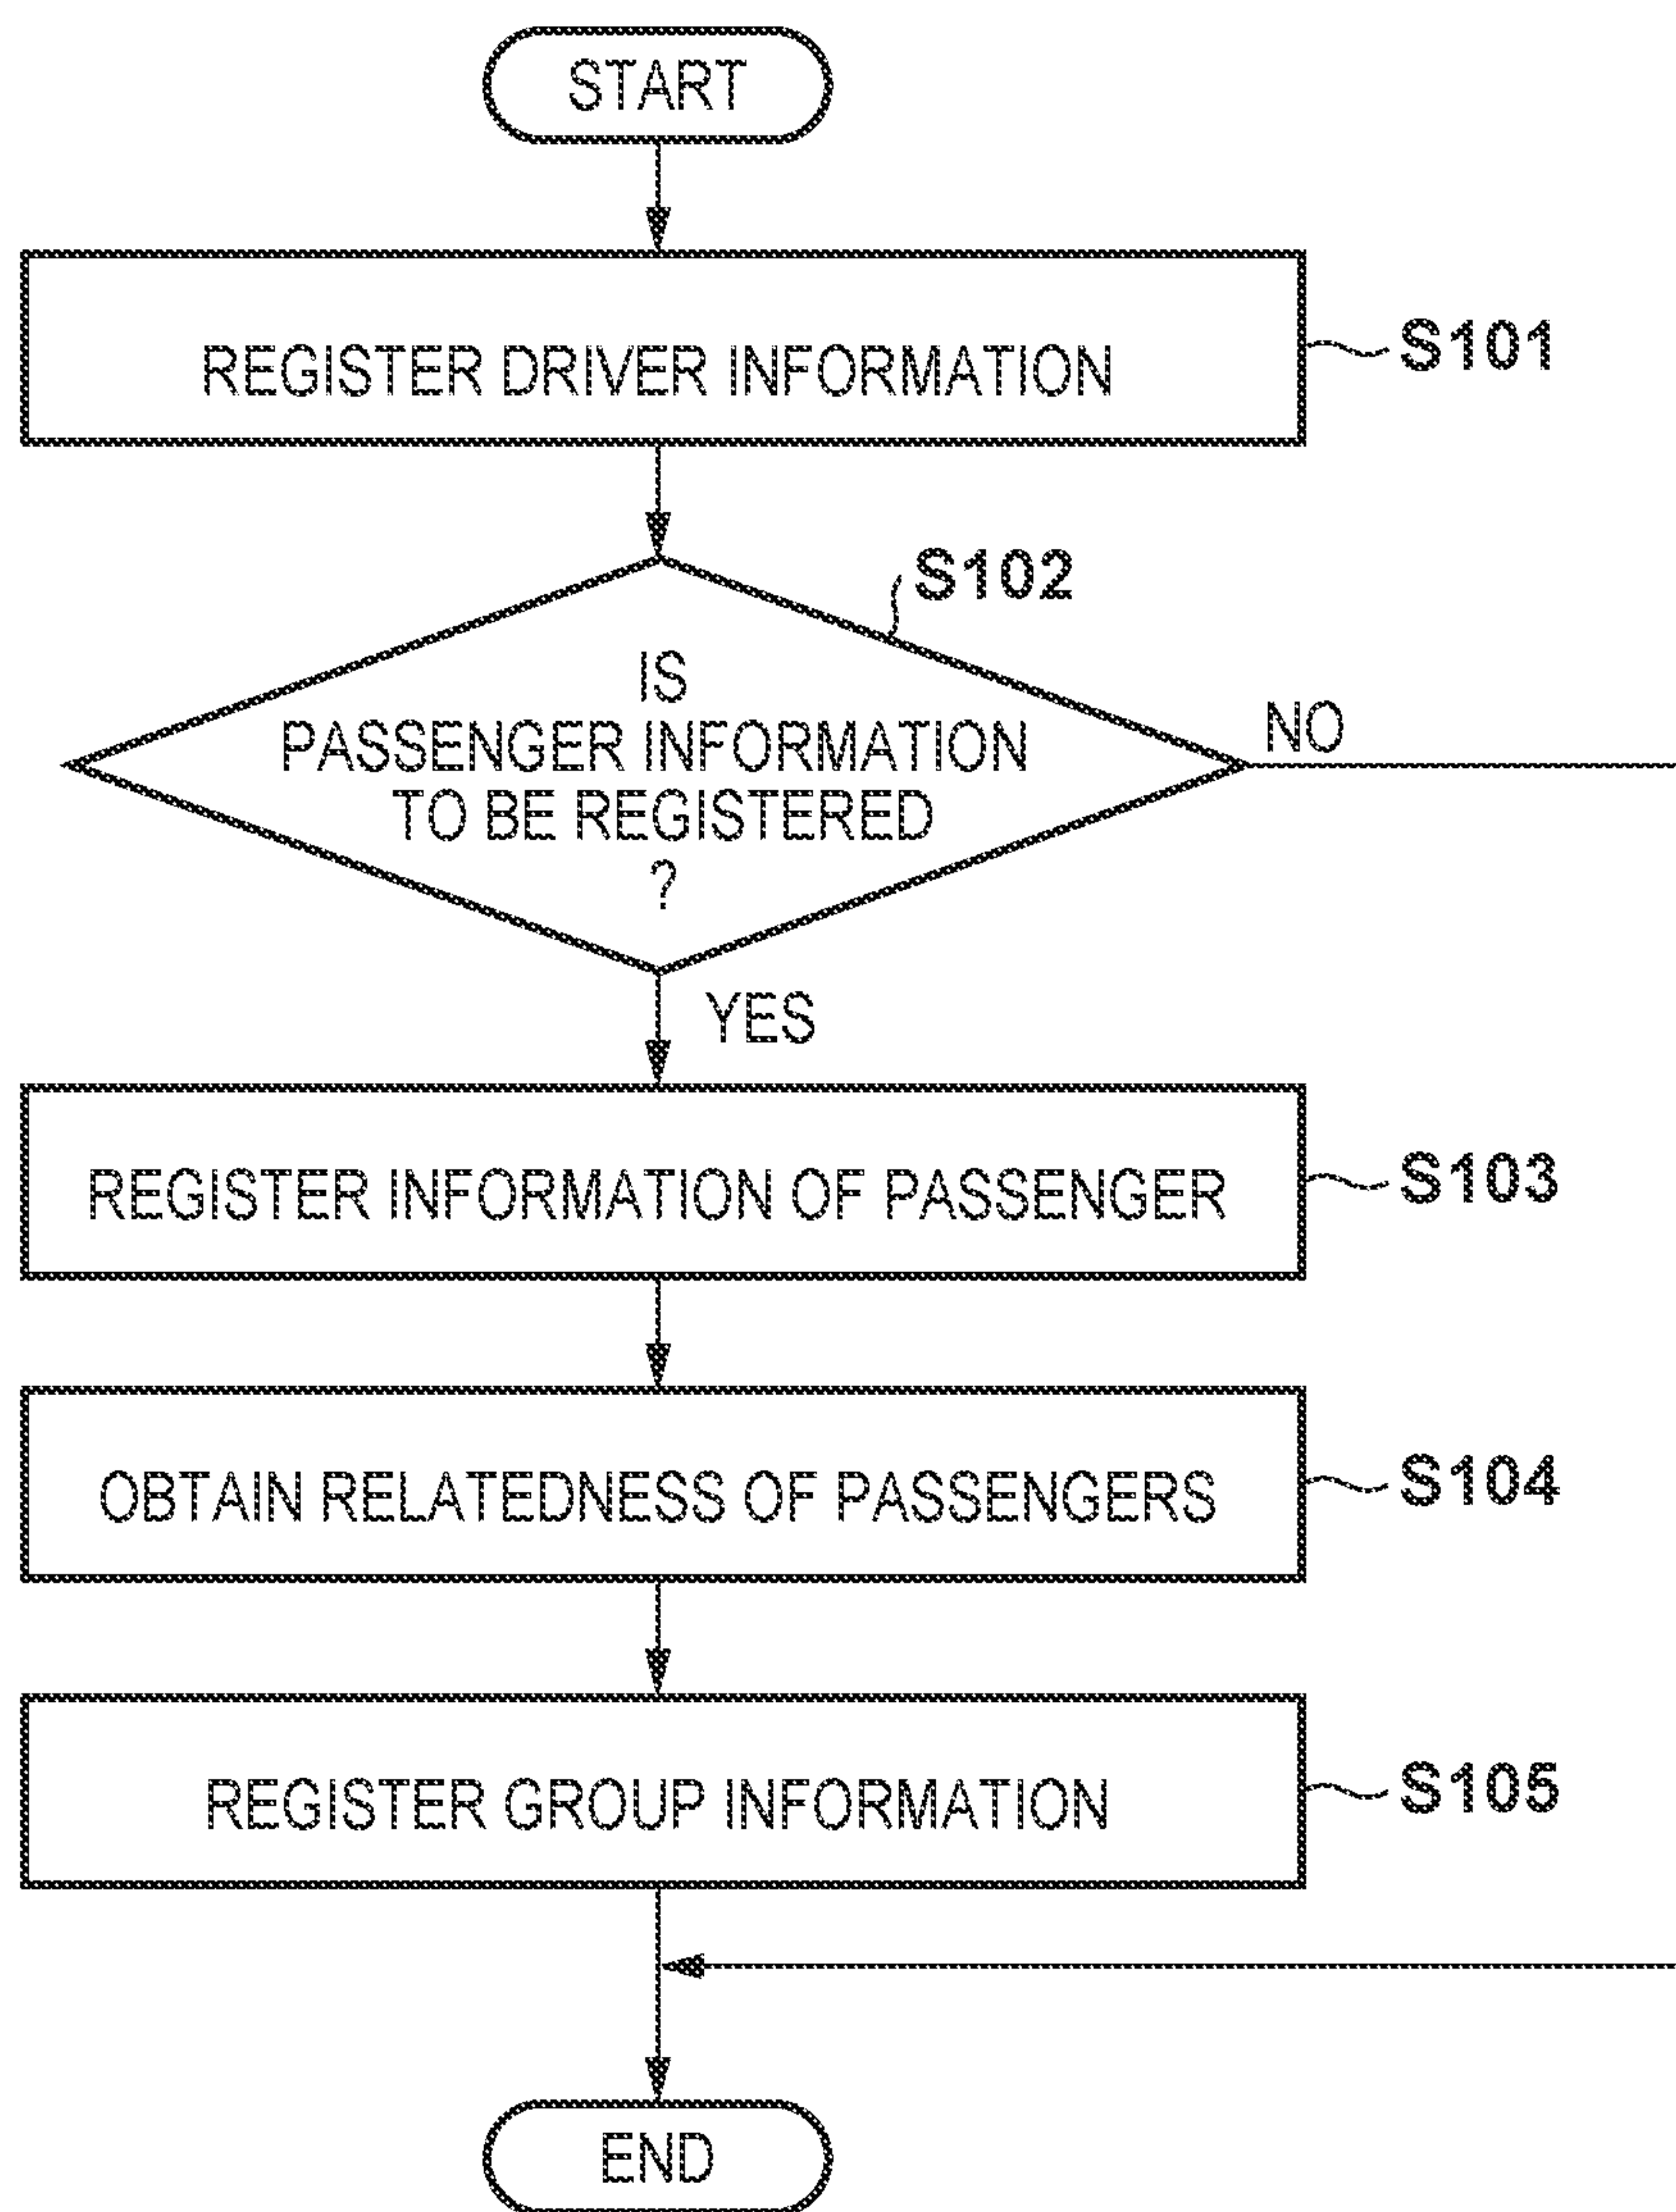 START
REGISTER DRIVER INFORMATION
S101
S102
IS
PASSENGER INFORMATION
TO BE REGISTERED
?
NO
YES
REGISTER INFORMATION OF PASSENGER
S103
OBTAIN RELATEDNESS OF PASSENGERS
S104
REGISTER GROUP INFORMATION
S105
END